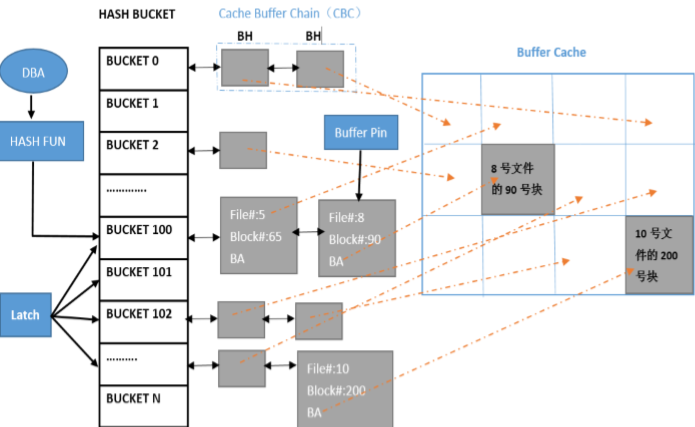 HASH BUCKET
Cache Buffer Chain（CBC）
BH
BH
Buffer Cache
DBA
HASH FUN
Latch
BUCKET 0
BUCKET 1
BUCKET 2
.............
BUCKET 100
BUCKET 101
BUCKET 102
..........
BUCKET N
Buffer Pin
File#:5
Block#:65
BA
File#:8
Block#:90
BA
File#:10
Block#:200
BA
8 号文件
的 90 号块
10 号文
件的 200
号块